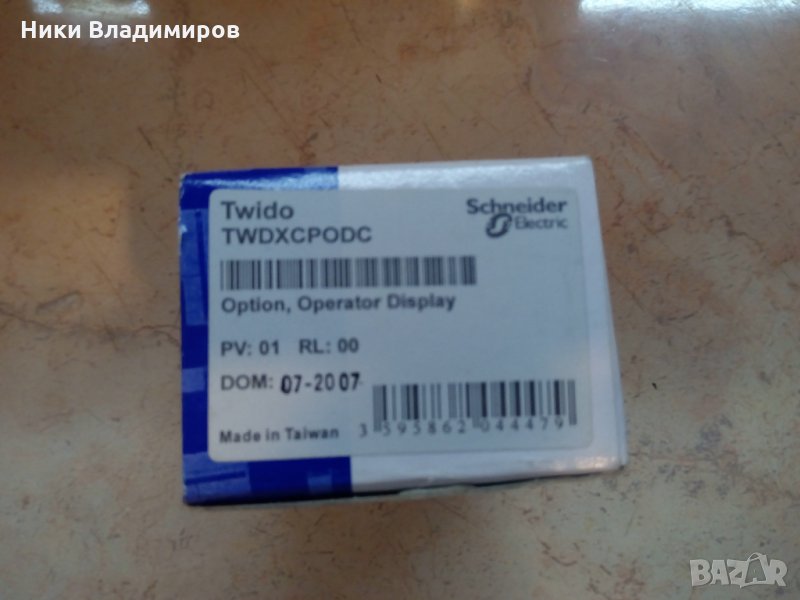 Ники Владимиров
Twido
TWDXCPODC
Schneider
Electric
Option, Operator Display
PV: 01 RL: 00
DOM: 07-2007
Made in Taiwan
3 595862 044479
BAZAR